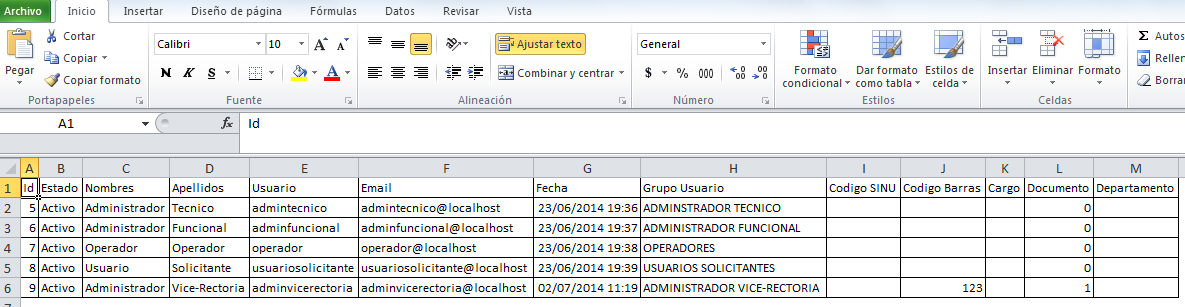 Archivo Inicio Insertar Diseño de página Fórmulas Datos Revisar Vista
Pegar
Cortar
Copiar
Copiar formato
Portapapeles
Calibri 10 A A
N K S A
Fuente
Ajustar texto
Combinar y centrar
Alineación
General
$ % 000 ,00 ,00
Número
Formato condicional
Dar formato como tabla
Estilos de celda
Estilos
Insertar Eliminar Formato
Celdas
Σ Autos
Rellen
Borra
A1 fx Id
A B C D E F G H I J K L M
1 Id Estado Nombres Apellidos Usuario Email Fecha Grupo Usuario Codigo SINU Codigo Barras Cargo Documento Departamento
2 5 Activo Administrador Tecnico admintecnico admintecnico@localhost 23/06/2014 19:36 ADMINSTRADOR TECNICO 0
3 6 Activo Administrador Funcional adminfuncional adminfuncional@localhost 23/06/2014 19:37 ADMINISTRADOR FUNCIONAL 0
4 7 Activo Operador Operador operador operador@localhost 23/06/2014 19:38 OPERADORES 0
5 8 Activo Usuario Solicitante usuariosolicitante usuariosolicitante@localhost 23/06/2014 19:39 USUARIOS SOLICITANTES 0
6 9 Activo Administrador Vice-Rectoria adminvicerectoria adminvicerectoria@localhost 02/07/2014 11:19 ADMINISTRADOR VICE-RECTORIA 123 1